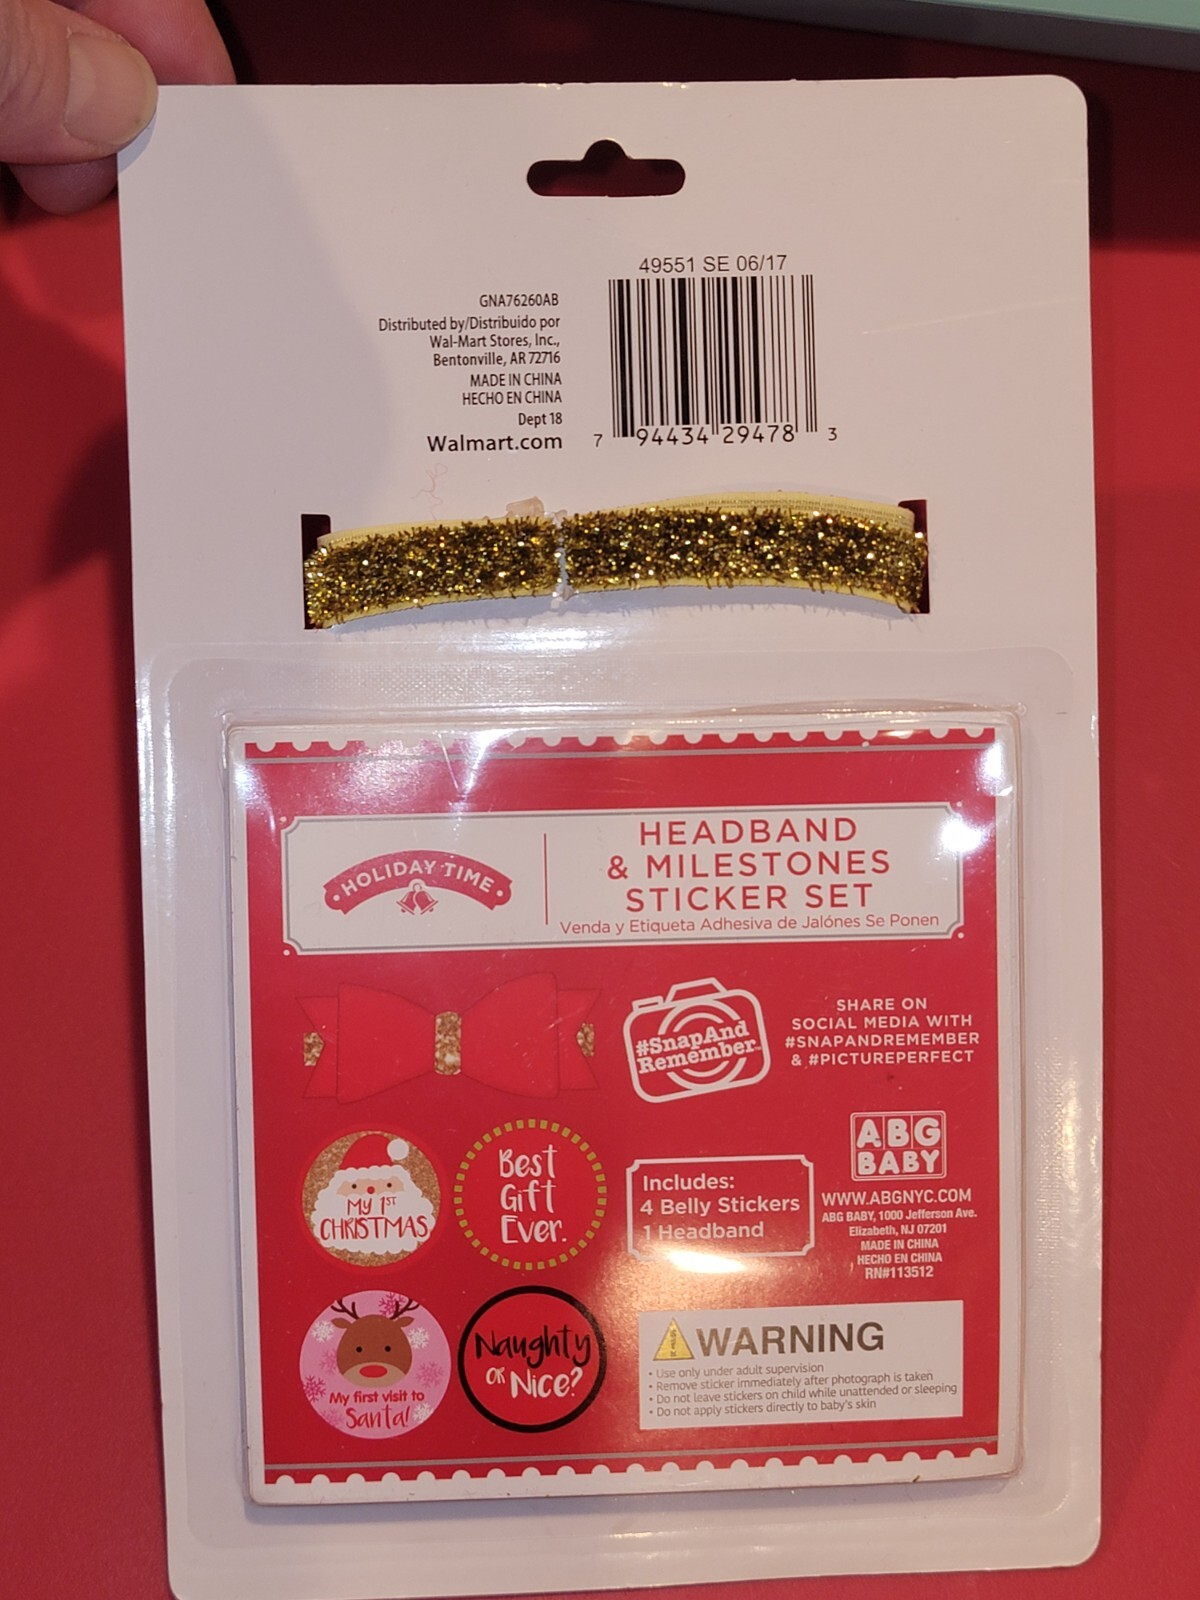 49551 SE 06/17
7 94434 29478 3
GNA76260AB
Distributed by/Distribuido por
Wal-Mart Stores, Inc.,
Bentonville, AR 72716
MADE IN CHINA
HECHO EN CHINA
Dept 18
Walmart.com
HOLIDAY TIME
HEADBAND
& MILESTONES
STICKER SET
Venda y Etiqueta Adhesiva de Jalónes Se Ponen
#SnapAnd
Remember
SHARE ON
SOCIAL MEDIA WITH
#SNAPANDREMEMBER
& #PICTUREPERFECT
MY 1ST
CHRISTMAS
Best
Gift
Ever.
Includes:
4 Belly Stickers
1 Headband
ABG
BABY
WWW.ABGNYC.COM
ABG BABY, 1000 Jefferson Ave.
Elizabeth, NJ 07201
MADE IN CHINA
HECHO EN CHINA
RN#113512
My first visit to
Santa!
Naughty
OR Nice?
WARNING
• Use only under adult supervision
• Remove sticker immediately after photograph is taken
• Do not leave stickers on child while unattended or sleeping
• Do not apply stickers directly to baby's skin